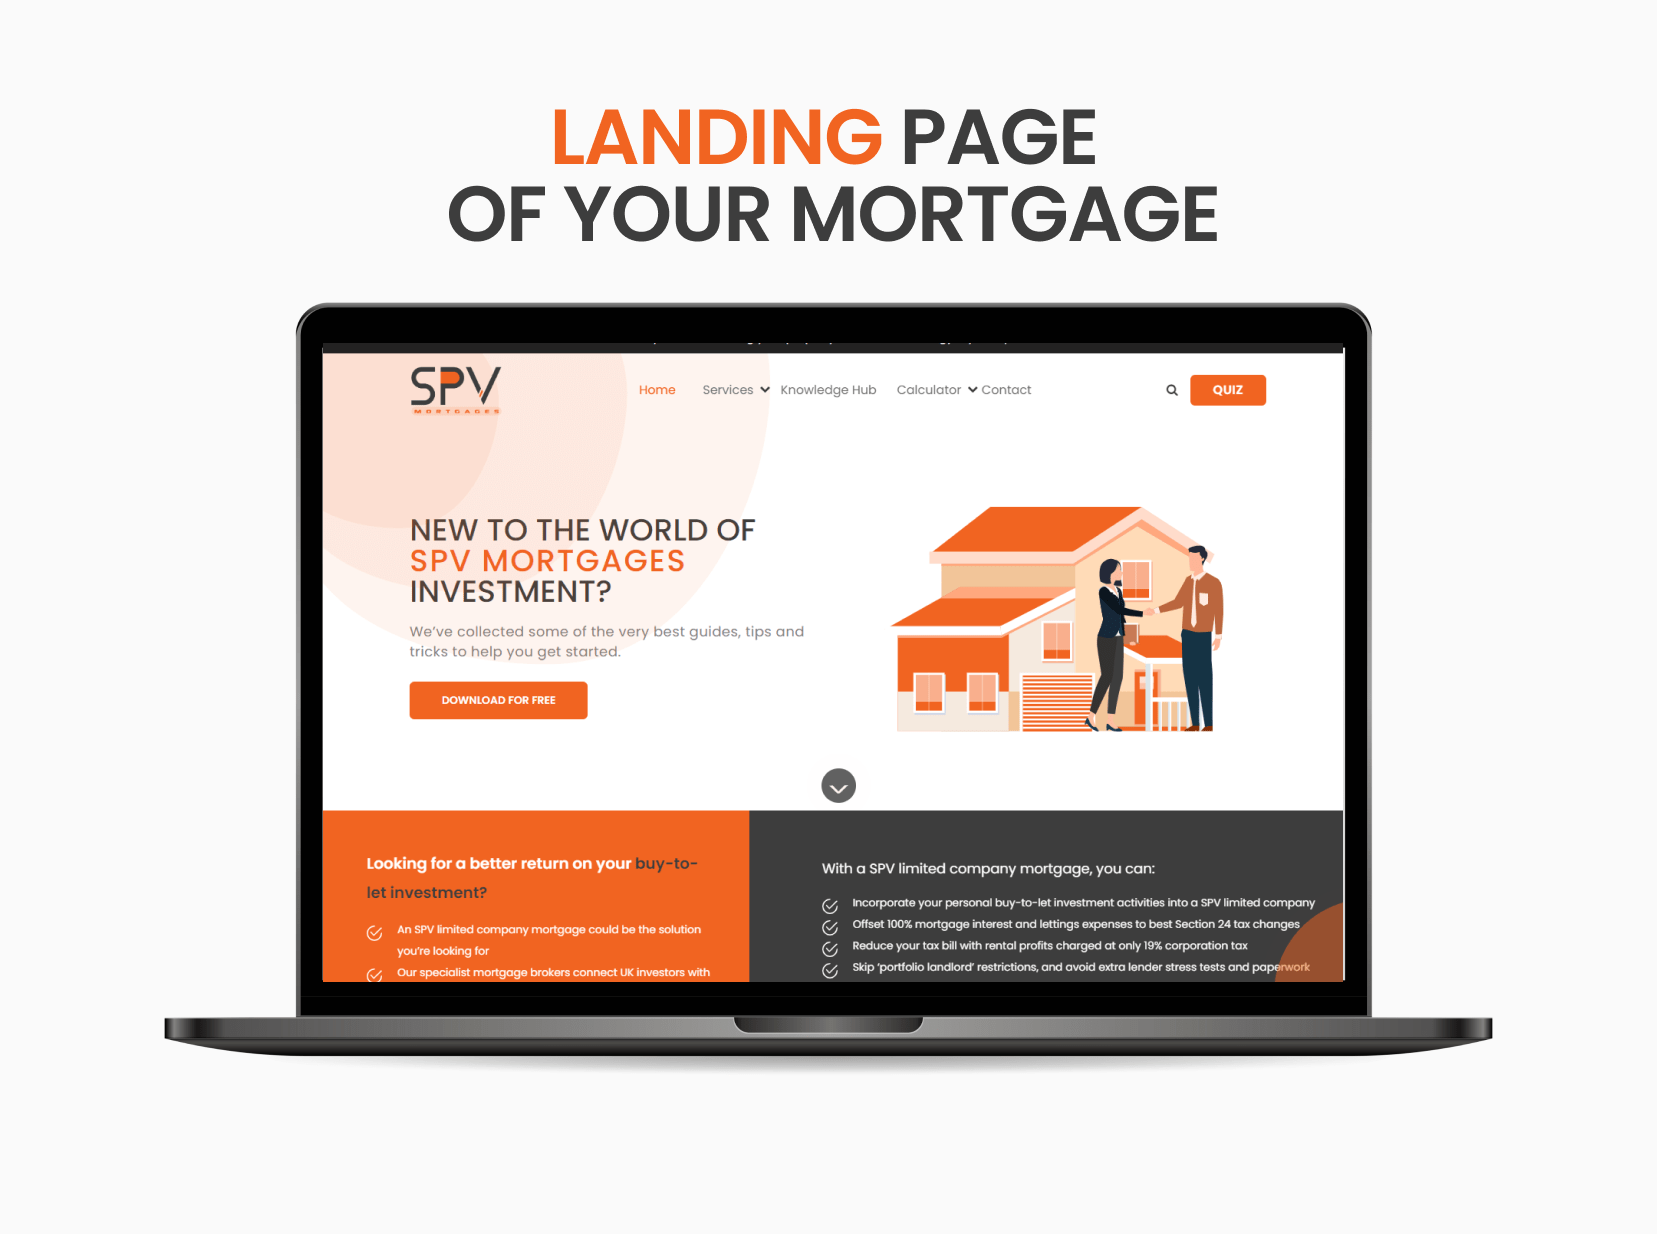 LANDING PAGE
OF YOUR MORTGAGE
SPV
MORTGAGES
Home Services Knowledge Hub Calculator Contact QUIZ
NEW TO THE WORLD OF
SPV MORTGAGES
INVESTMENT?
We've collected some of the very best guides, tips and
tricks to help you get started.
DOWNLOAD FOR FREE
Looking for a better return on your buy-to-
let investment?
An SPV limited company mortgage could be the solution
you're looking for
Our specialist mortgage brokers connect UK investors with
With a SPV limited company mortgage, you can:
Incorporate your personal buy-to-let investment activities into a SPV limited company
Offset 100% mortgage interest and lettings expenses to best Section 24 tax changes
Reduce your tax bill with rental profits charged at only 19% corporation tax
Skip 'portfolio landlord' restrictions, and avoid extra lender stress tests and paperwork